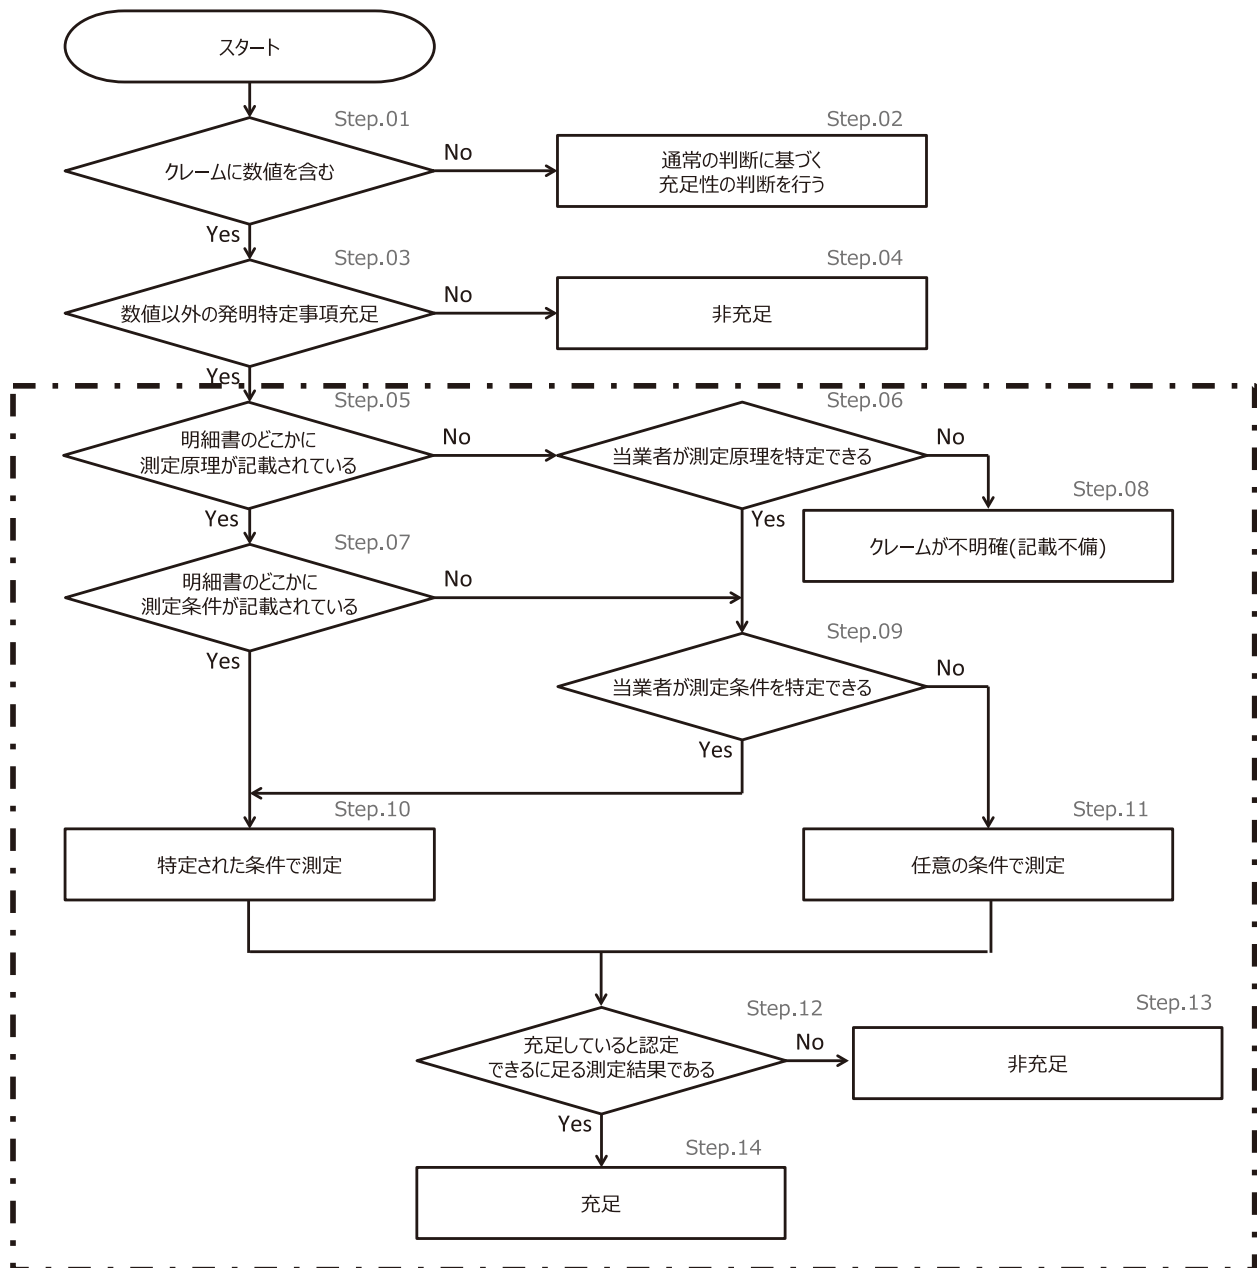 スタート
Step.01
クレームに数値を含む
No
Step.02
通常の判断に基づく
充足性の判断を行う
Yes
Step.03
数値以外の発明特定事項充足
No
Step.04
非充足
Yes
Step.05
明細書のどこかに
測定原理が記載されている
No
Step.06
当業者が測定原理を特定できる
No
Step.08
クレームが不明確(記載不備)
Yes
Yes
Step.07
明細書のどこかに
測定条件が記載されている
No
Step.09
当業者が測定条件を特定できる
No
Yes
Yes
Step.10
特定された条件で測定
Step.11
任意の条件で測定
Step.12
充足していると認定
できるに足る測定結果である
No
Step.13
非充足
Yes
Step.14
充足